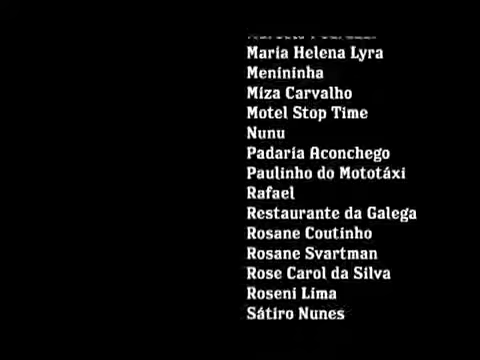 Maria Helena Lyra
Menininha
Miza Carvalho
Motel Stop Time
Nunu
Padaria Aconchego
Paulinho do Mototáxi
Rafael
Restaurante da Galega
Rosane Coutinho
Rosane Svartman
Rose Carol da Silva
Roseni Lima
Sátiro Nunes